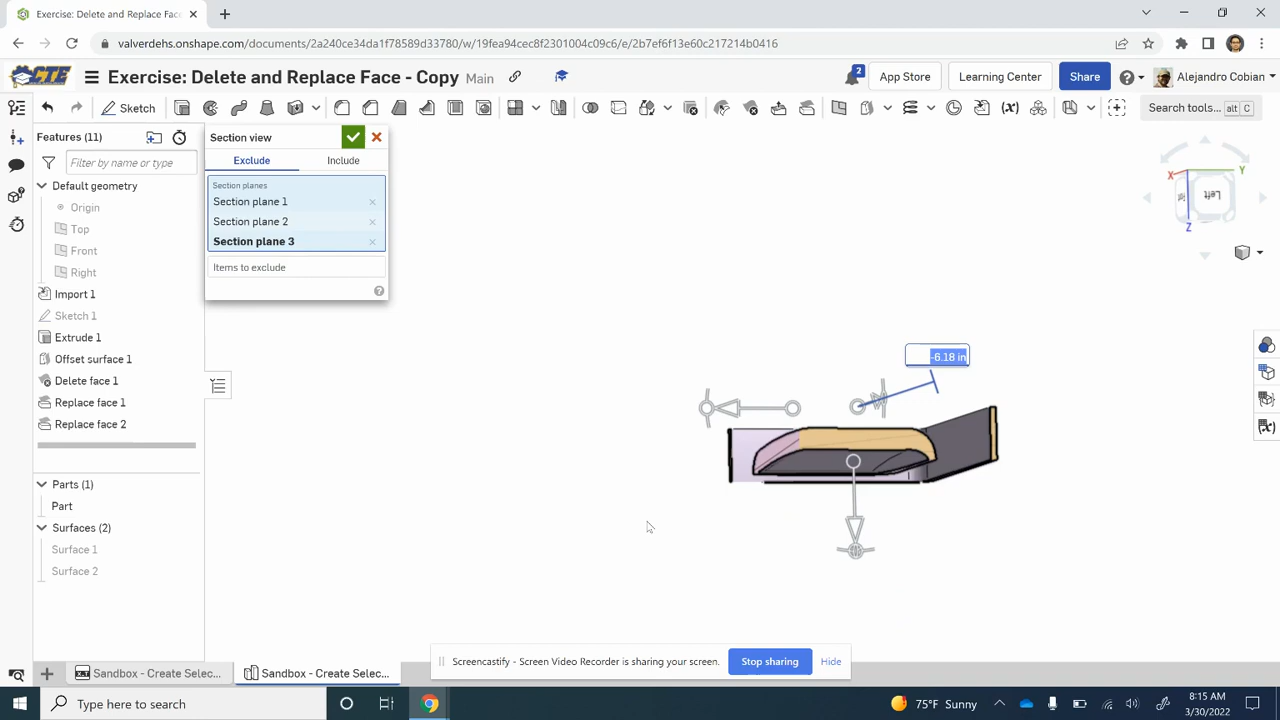 Exercise: Delete and Replace Face
valverdehs.onshape.com/documents/2a240ce34da1f78589d33780/w/19fea94cec8f2301004c09c6/e/2b7ef6f13e60c217214b0416
CTE
Exercise: Delete and Replace Face - Copy
Main
2
App Store
Learning Center
Share
Alejandro Cobian
Sketch
Search tools...
alt
C
Features (11)
Filter by name or type
Default geometry
Origin
Top
Front
Right
Import 1
Sketch 1
Extrude 1
Offset surface 1
Delete face 1
Replace face 1
Replace face 2
Parts (1)
Part
Surfaces (2)
Surface 1
Surface 2
Section view
Exclude
Include
Section planes
Section plane 1
Section plane 2
Section plane 3
Items to exclude
-6.18 in
X
Y
Left
Z
Sandbox - Create Selec...
Sandbox - Create Selec...
Screencastify - Screen Video Recorder is sharing your screen.
Stop sharing
Hide
Type here to search
75°F Sunny
8:15 AM
3/30/2022